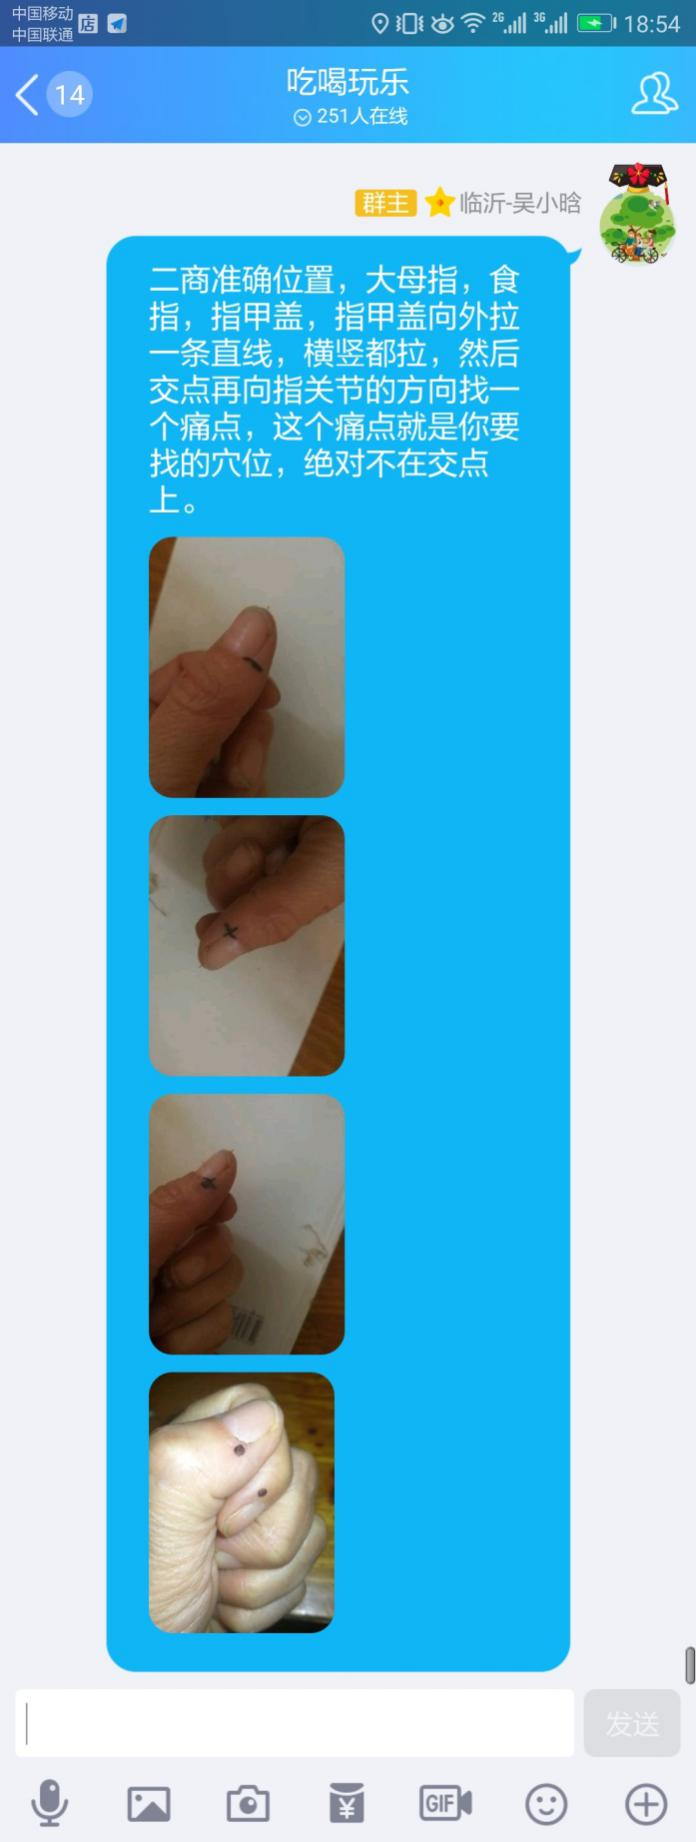 中国移动
中国联通
店
2G
3G
18:54
14
吃喝玩乐
251人在线
群主 临沂-吴小晗
二商准确位置，大母指，食
指，指甲盖，指甲盖向外拉
一条直线，横竖都拉，然后
交点再向指关节的方向找一
个痛点，这个痛点就是你要
找的穴位，绝对不在交点
上。
发送
¥
GIF